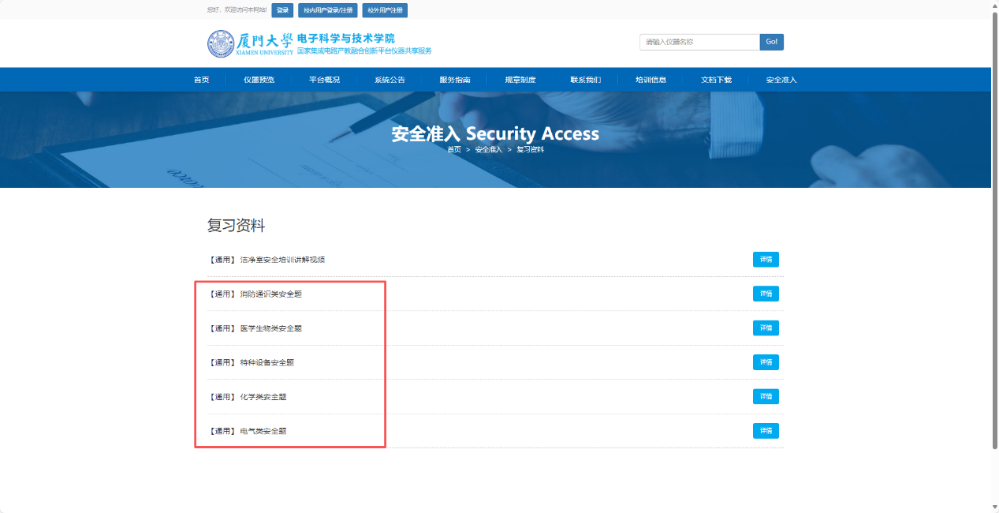 您好，欢迎访问本网站! 登录 校内用户登录/注册 校外用户注册
厦门大学 电子科学与技术学院
XIAMEN UNIVERSITY 国家集成电路产教融合创新平台仪器共享服务
请输入仪器名称 Go!
首页 仪器预览 平台概况 系统公告 服务指南 规章制度 联系我们 培训信息 文档下载 安全准入
安全准入 Security Access
首页 > 安全准入 > 复习资料
复习资料
【通用】 洁净室安全培训讲解视频 详情
【通用】 消防通识类安全题 详情
【通用】 医学生物类安全题 详情
【通用】 特种设备安全题 详情
【通用】 化学类安全题 详情
【通用】 电气类安全题 详情